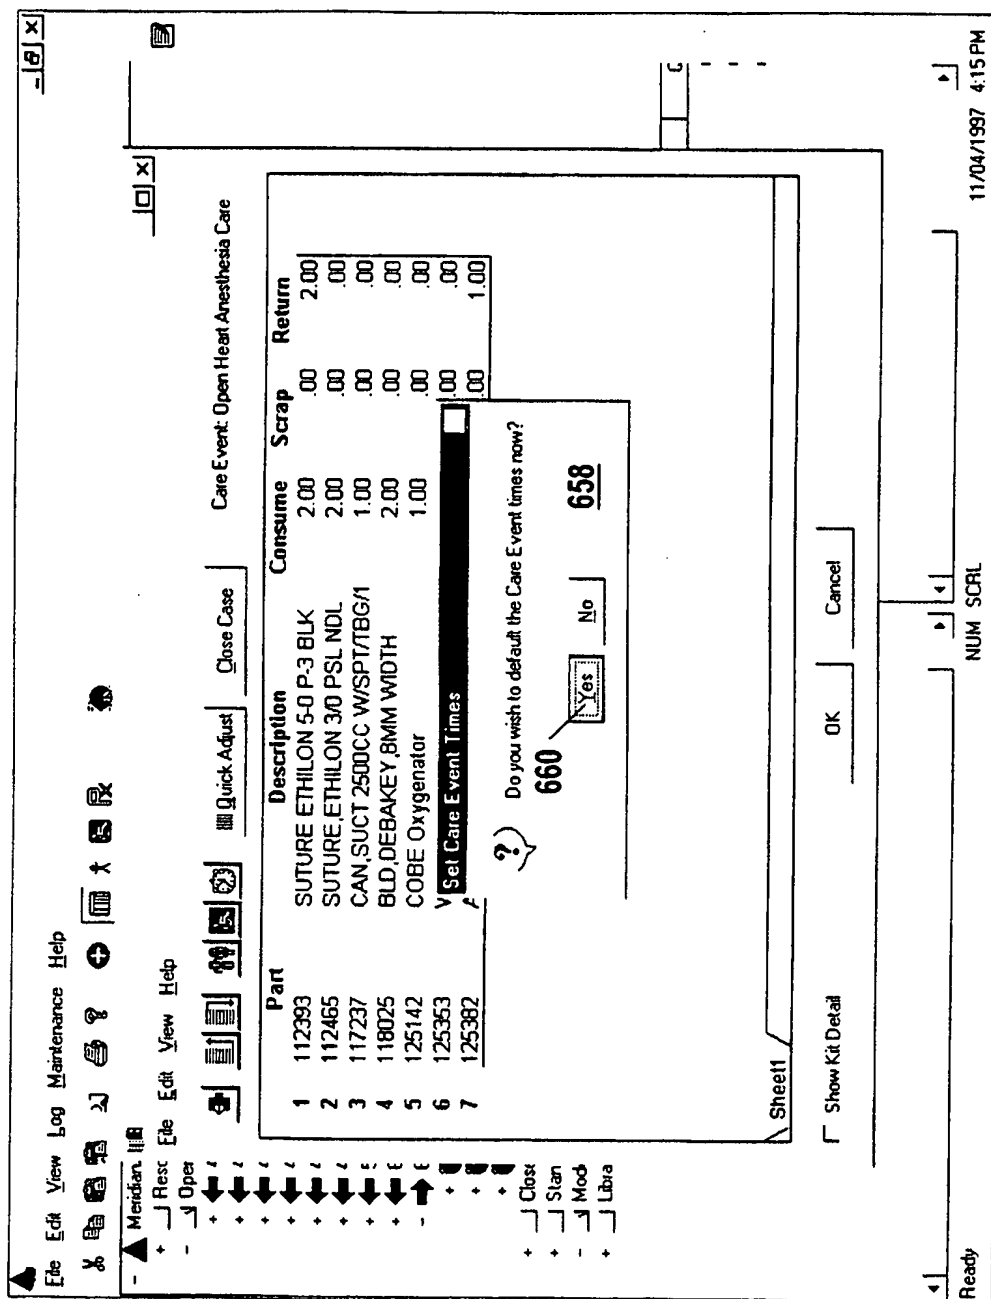 File Edit View Log Maintenance Help
Meridian
File Edit View Help
Quick Adjust Close Case Care Event: Open Heart Anesthesia Care
Part Description Consume Scrap Return
1 112393 SUTURE ETHILON 5-0 P-3 BLK 2.00 .00 2.00
2 112465 SUTURE,ETHILON 3/0 PSL NDL 2.00 .00 .00
3 117237 CAN,SUCT 2500CC W/SPT/TBG/1 1.00 .00 .00
4 118025 BLD,DEBAKEY,8MM WIDTH 2.00 .00 .00
5 125142 COBE Oxygenator 1.00 .00 .00
6 125353 V .00 .00
7 125382 .00 1.00
Set Care Event Times
Do you wish to default the Care Event times now?
660
Yes No 658
Resc
Oper
Close
Stan
Mod
Libra
Sheet1
Show Kit Detail OK Cancel
Ready NUM SCRL 11/04/1997 4:15 PM